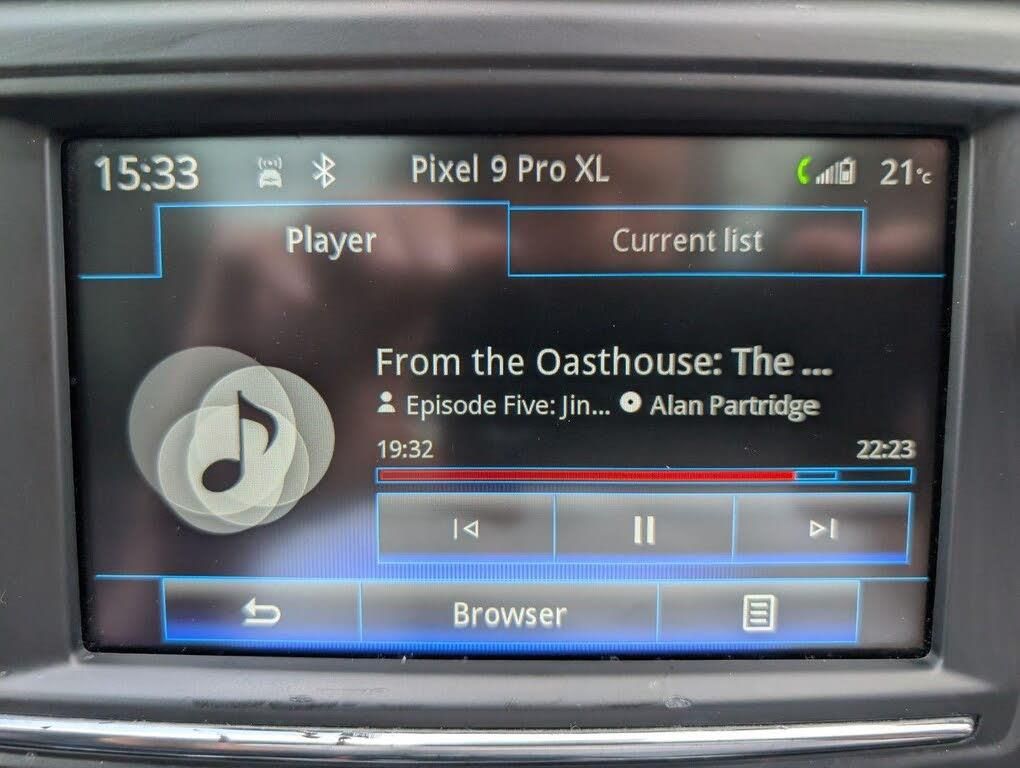 15:33 Pixel 9 Pro XL 21°C
Player Current list
From the Oasthouse: The ...
Episode Five: Jin... Alan Partridge
19:32 22:23
Browser